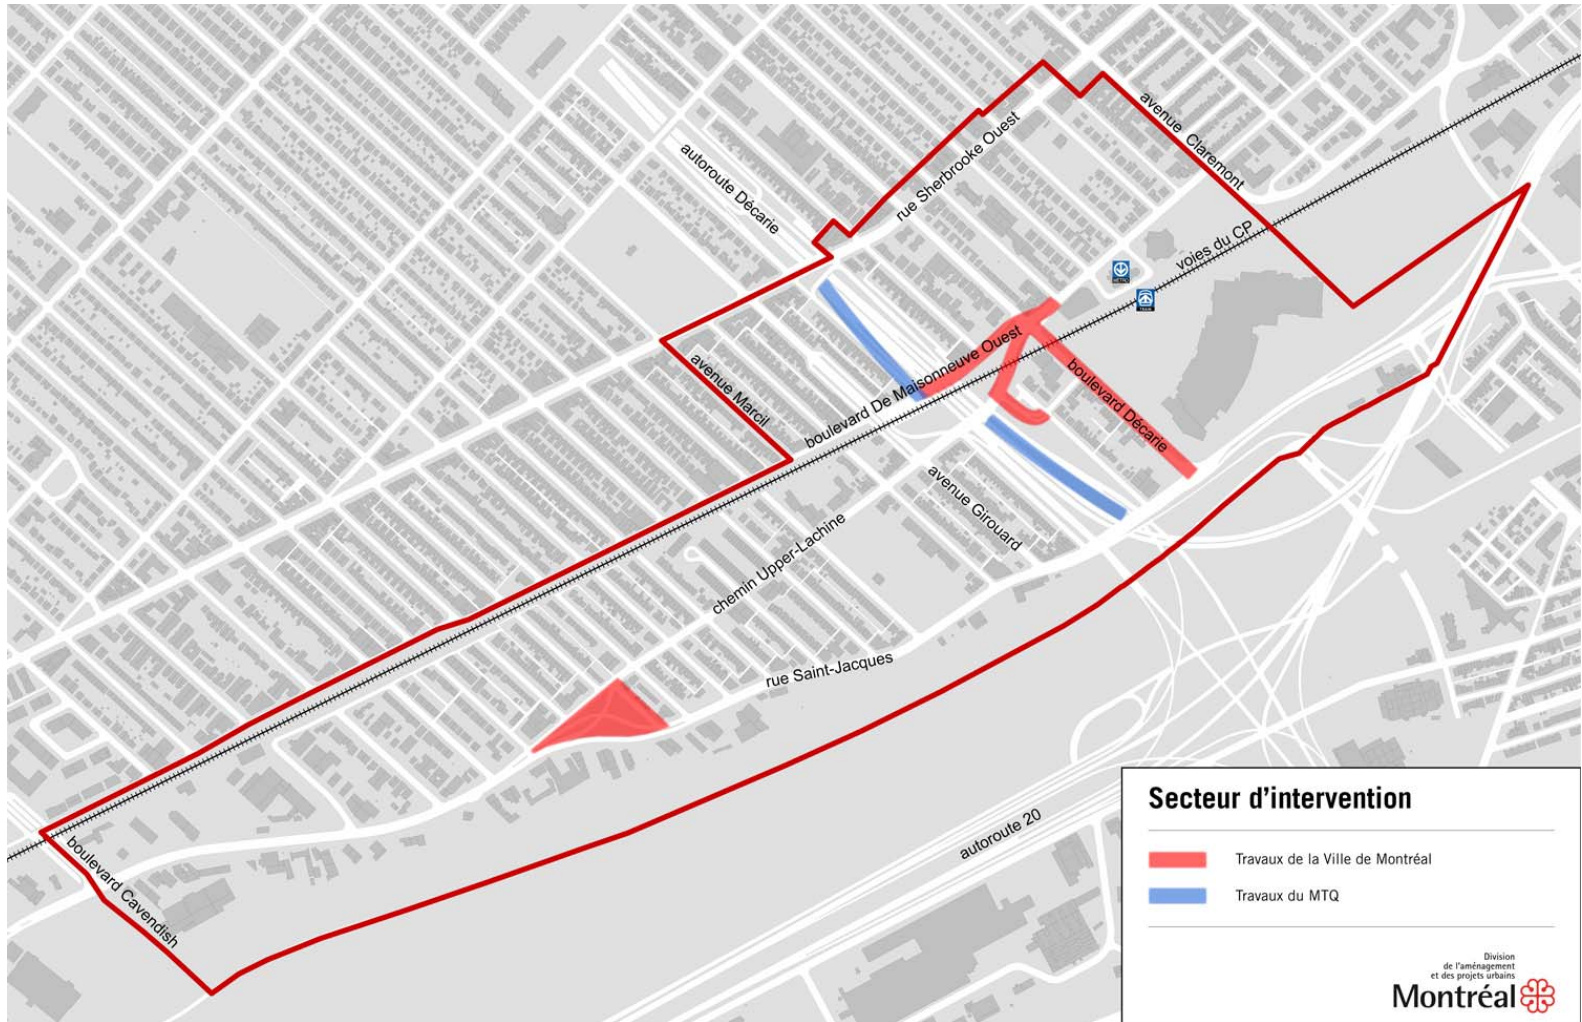 avenue Claremont
rue Sherbrooke Ouest
autoroute Décarie
voies du CP
boulevard De Maisonneuve Ouest
avenue Marcil
boulevard Décarie
avenue Girouard
chemin Upper-Lachine
rue Saint-Jacques
autoroute 20
boulevard Cavendish
Secteur d'intervention
Travaux de la Ville de Montréal
Travaux du MTQ
Division
de l'aménagement
et des projets urbains
Montréal